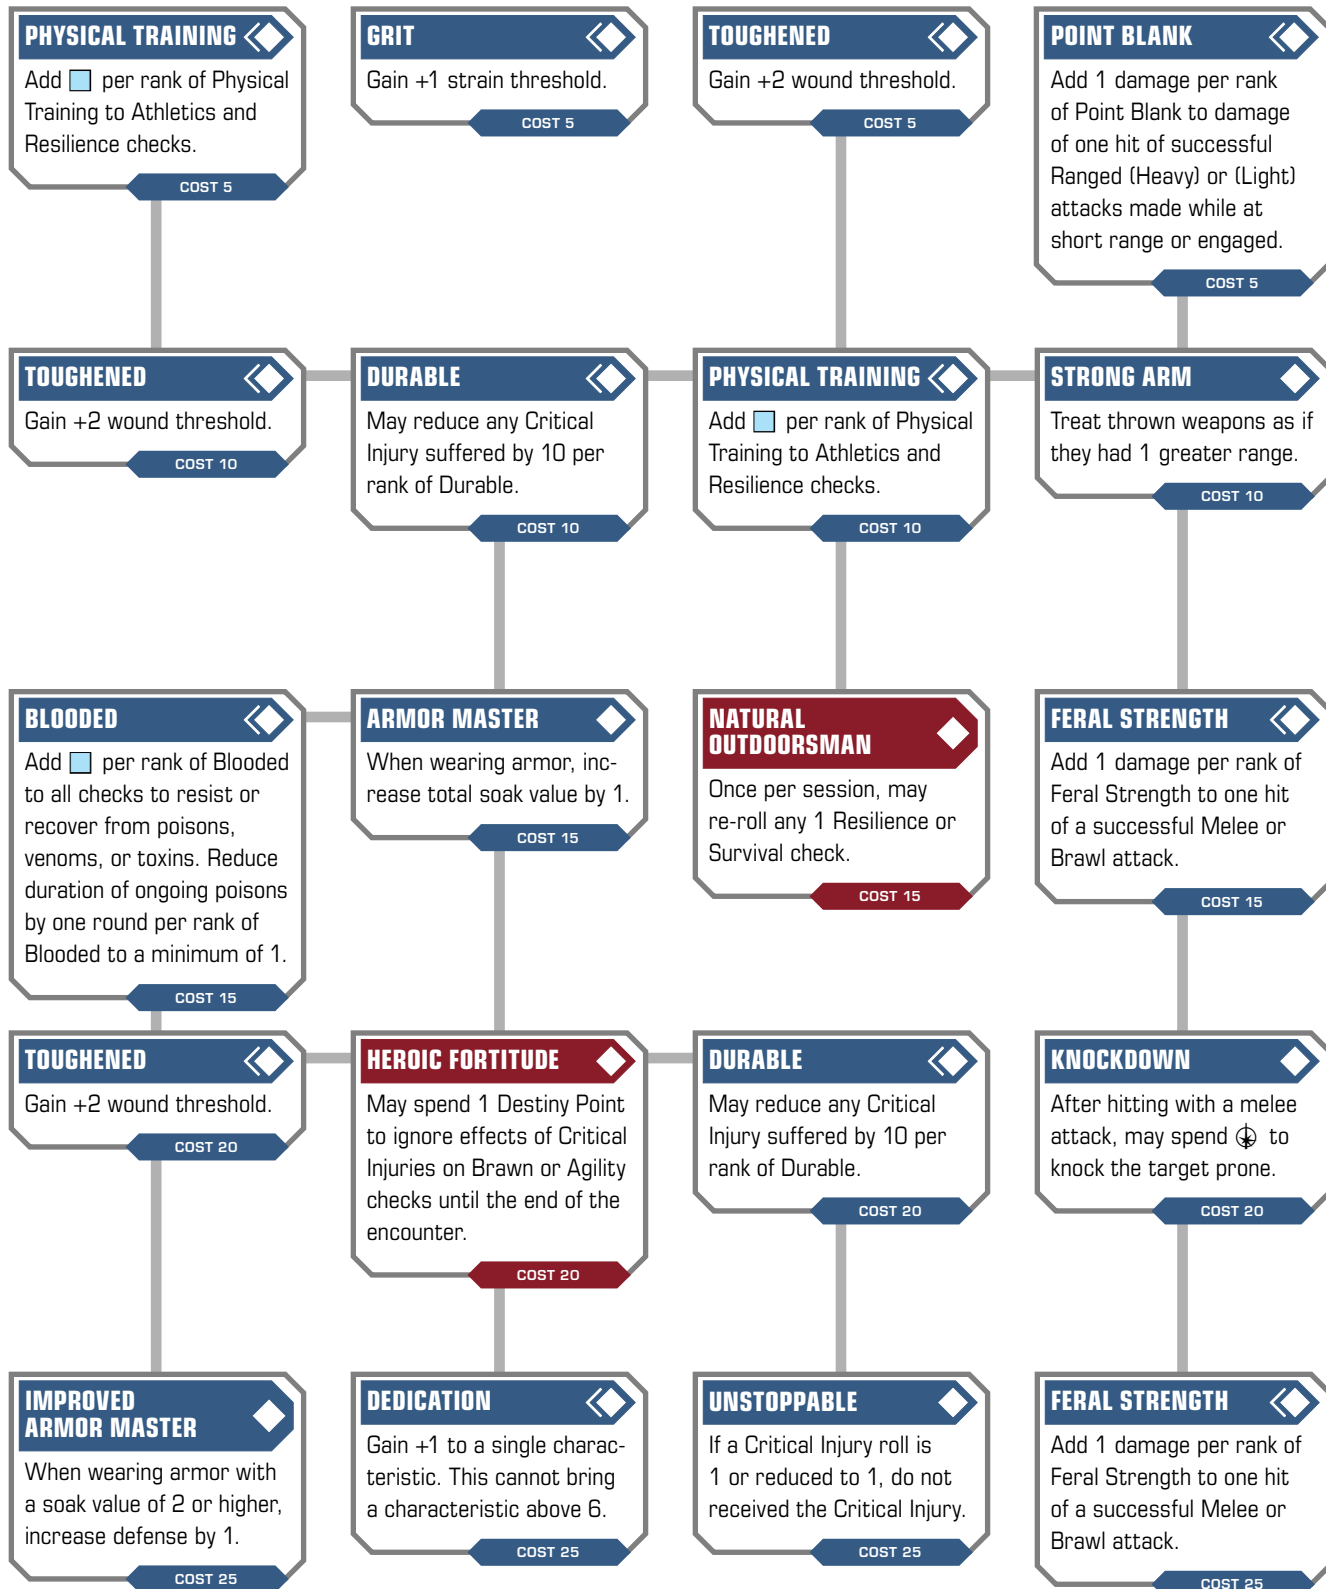 PHYSICAL TRAINING
Add per rank of Physical
Training to Athletics and
Resilience checks.
COST 5
GRIT
Gain +1 strain threshold.
COST 5
TOUGHENED
Gain +2 wound threshold.
COST 5
POINT BLANK
Add 1 damage per rank
of Point Blank to damage
of one hit of successful
Ranged (Heavy) or (Light)
attacks made while at
short range or engaged.
COST 5
TOUGHENED
Gain +2 wound threshold.
COST 10
DURABLE
May reduce any Critical
Injury suffered by 10 per
rank of Durable.
COST 10
PHYSICAL TRAINING
Add per rank of Physical
Training to Athletics and
Resilience checks.
COST 10
STRONG ARM
Treat thrown weapons as if
they had 1 greater range.
COST 10
BLOODED
Add per rank of Blooded
to all checks to resist or
recover from poisons,
venoms, or toxins. Reduce
duration of ongoing poisons
by one round per rank of
Blooded to a minimum of 1.
COST 15
ARMOR MASTER
When wearing armor, inc-
rease total soak value by 1.
COST 15
NATURAL
OUTDOORSMAN
Once per session, may
re-roll any 1 Resilience or
Survival check.
COST 15
FERAL STRENGTH
Add 1 damage per rank of
Feral Strength to one hit
of a successful Melee or
Brawl attack.
COST 15
TOUGHENED
Gain +2 wound threshold.
COST 20
HEROIC FORTITUDE
May spend 1 Destiny Point
to ignore effects of Critical
Injuries on Brawn or Agility
checks until the end of the
encounter.
COST 20
DURABLE
May reduce any Critical
Injury suffered by 10 per
rank of Durable.
COST 20
KNOCKDOWN
After hitting with a melee
attack, may spend to
knock the target prone.
COST 20
IMPROVED
ARMOR MASTER
When wearing armor with
a soak value of 2 or higher,
increase defense by 1.
COST 25
DEDICATION
Gain +1 to a single charac-
teristic. This cannot bring
a characteristic above 6.
COST 25
UNSTOPPABLE
If a Critical Injury roll is
1 or reduced to 1, do not
received the Critical Injury.
COST 25
FERAL STRENGTH
Add 1 damage per rank of
Feral Strength to one hit
of a successful Melee or
Brawl attack.
COST 25